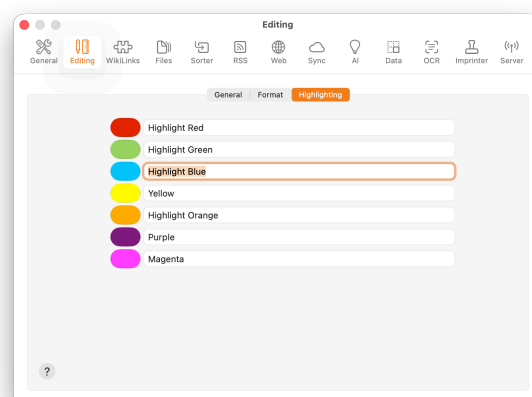 Editing
General Editing WikiLinks Files Sorter RSS Web Sync AI Data OCR Imprinter Server
General Format Highlighting
Highlight Red
Highlight Green
Highlight Blue
Yellow
Highlight Orange
Purple
Magenta
?